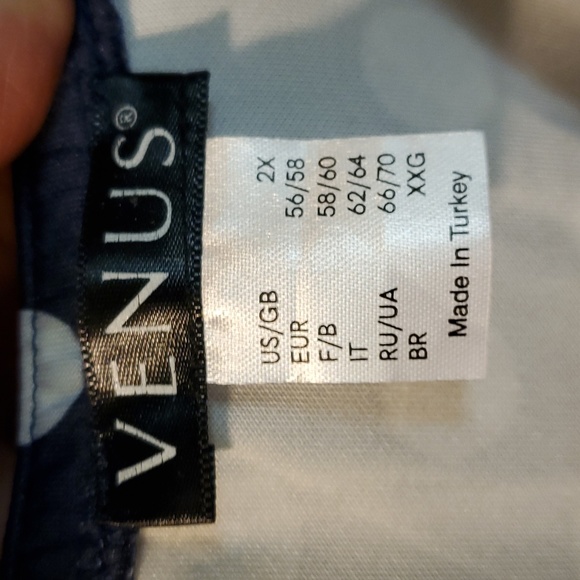 VENUS®
US/GB 2X
EUR 56/58
F/B 58/60
IT 62/64
RU/UA 66/70
BR XXG
Made In Turkey